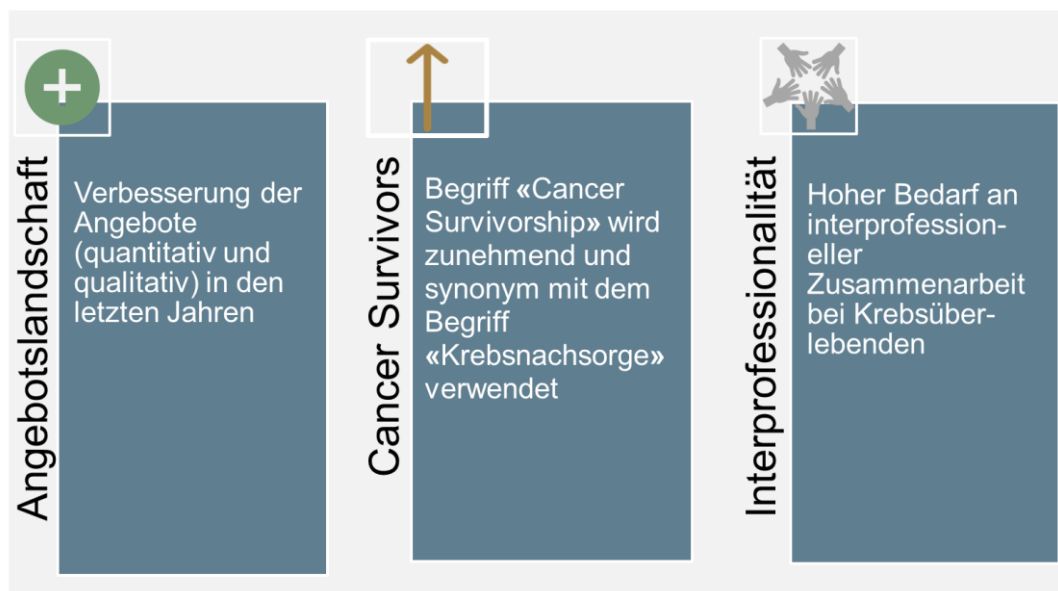 Angebotslandschaft
Verbesserung der
Angebote
(quantitativ und
qualitativ) in den
letzten Jahren
Cancer Survivors
Begriff «Cancer
Survivorship» wird
zunehmend und
synonym mit dem
Begriff
«Krebsnachsorge»
verwendet
Interprofessionalität
Hoher Bedarf an
interprofession-
eller
Zusammenarbeit
bei Krebsüber-
lebenden